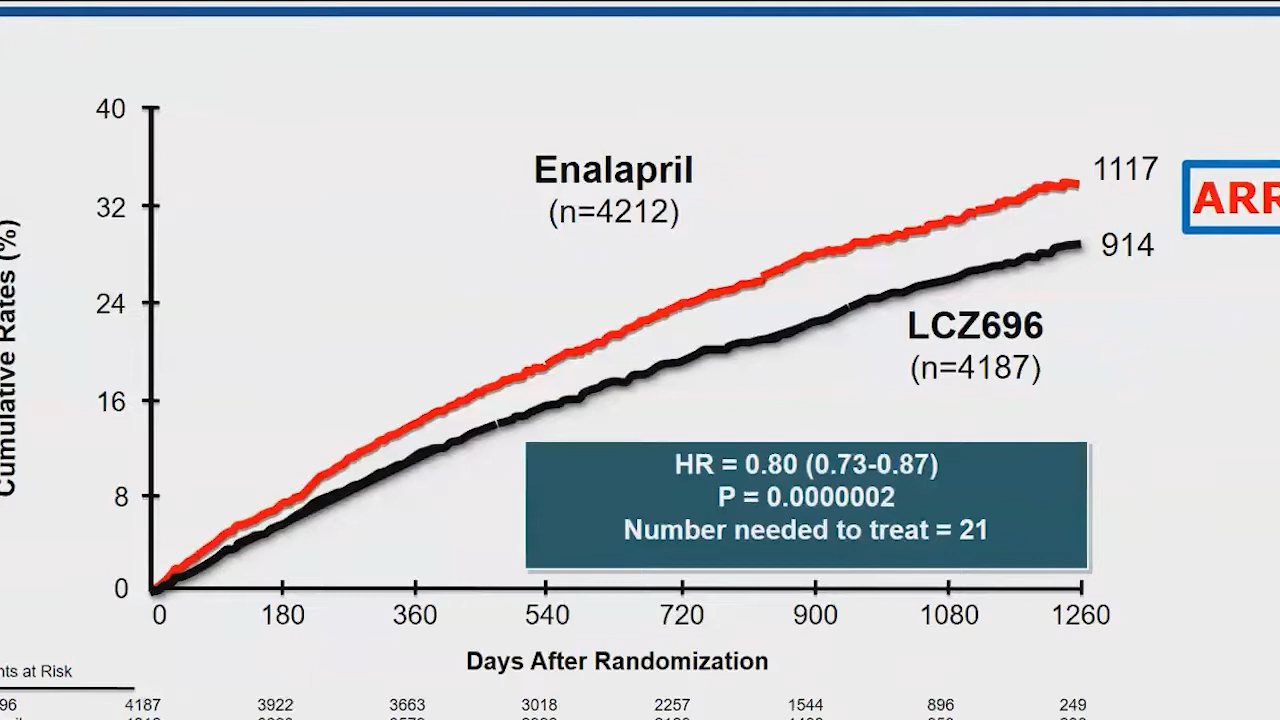 40
1117
Enalapril
(n=4212)
ARR
32
914
Cumulative Rates (%)
24
LCZ696
(n=4187)
16
HR = 0.80 (0.73-0.87)
P = 0.0000002
Number needed to treat = 21
8
0
0 180 360 540 720 900 1080 1260
Days After Randomization
nts at Risk
96 4187 3922 3663 3018 2257 1544 896 249